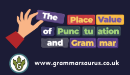 The Place Value
of Punc tu ation
and Gram mar
www.grammarsaurus.co.uk